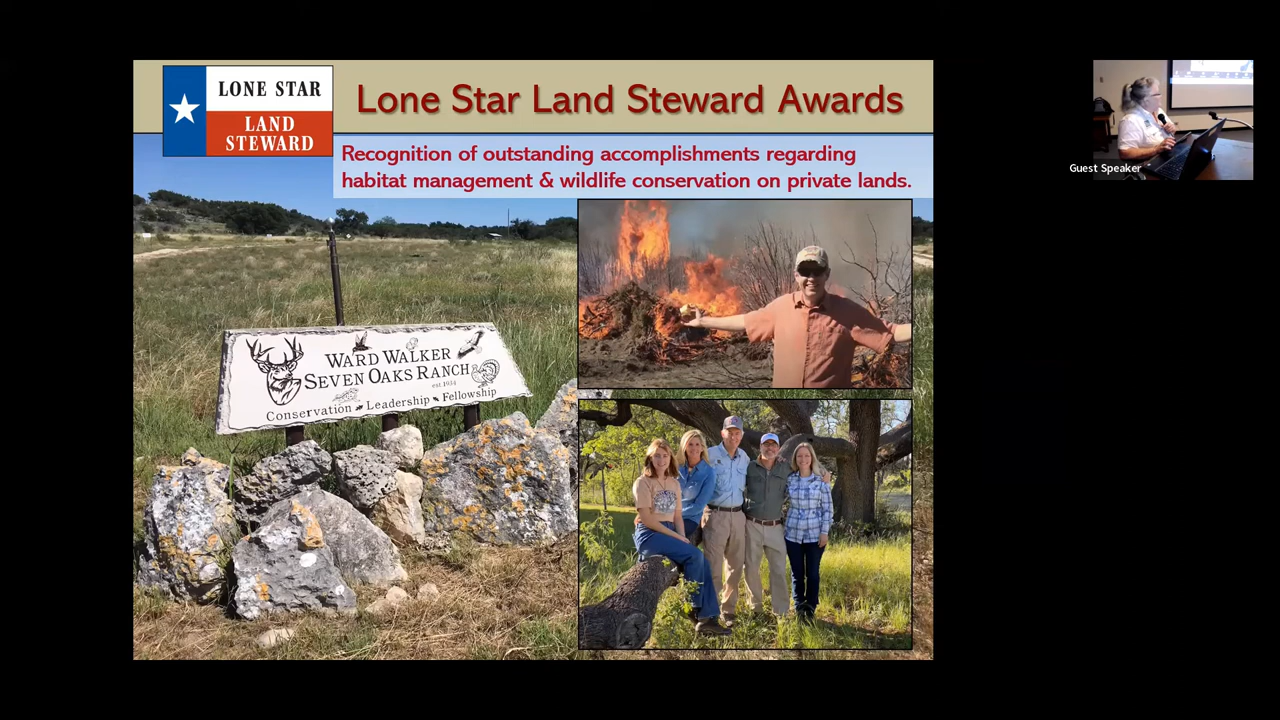 LONE STAR
LAND
STEWARD
Lone Star Land Steward Awards
Recognition of outstanding accomplishments regarding
habitat management & wildlife conservation on private lands.
WARD WALKER
SEVEN OAKS RANCH
est 1934
Conservation Leadership Fellowship
Guest Speaker